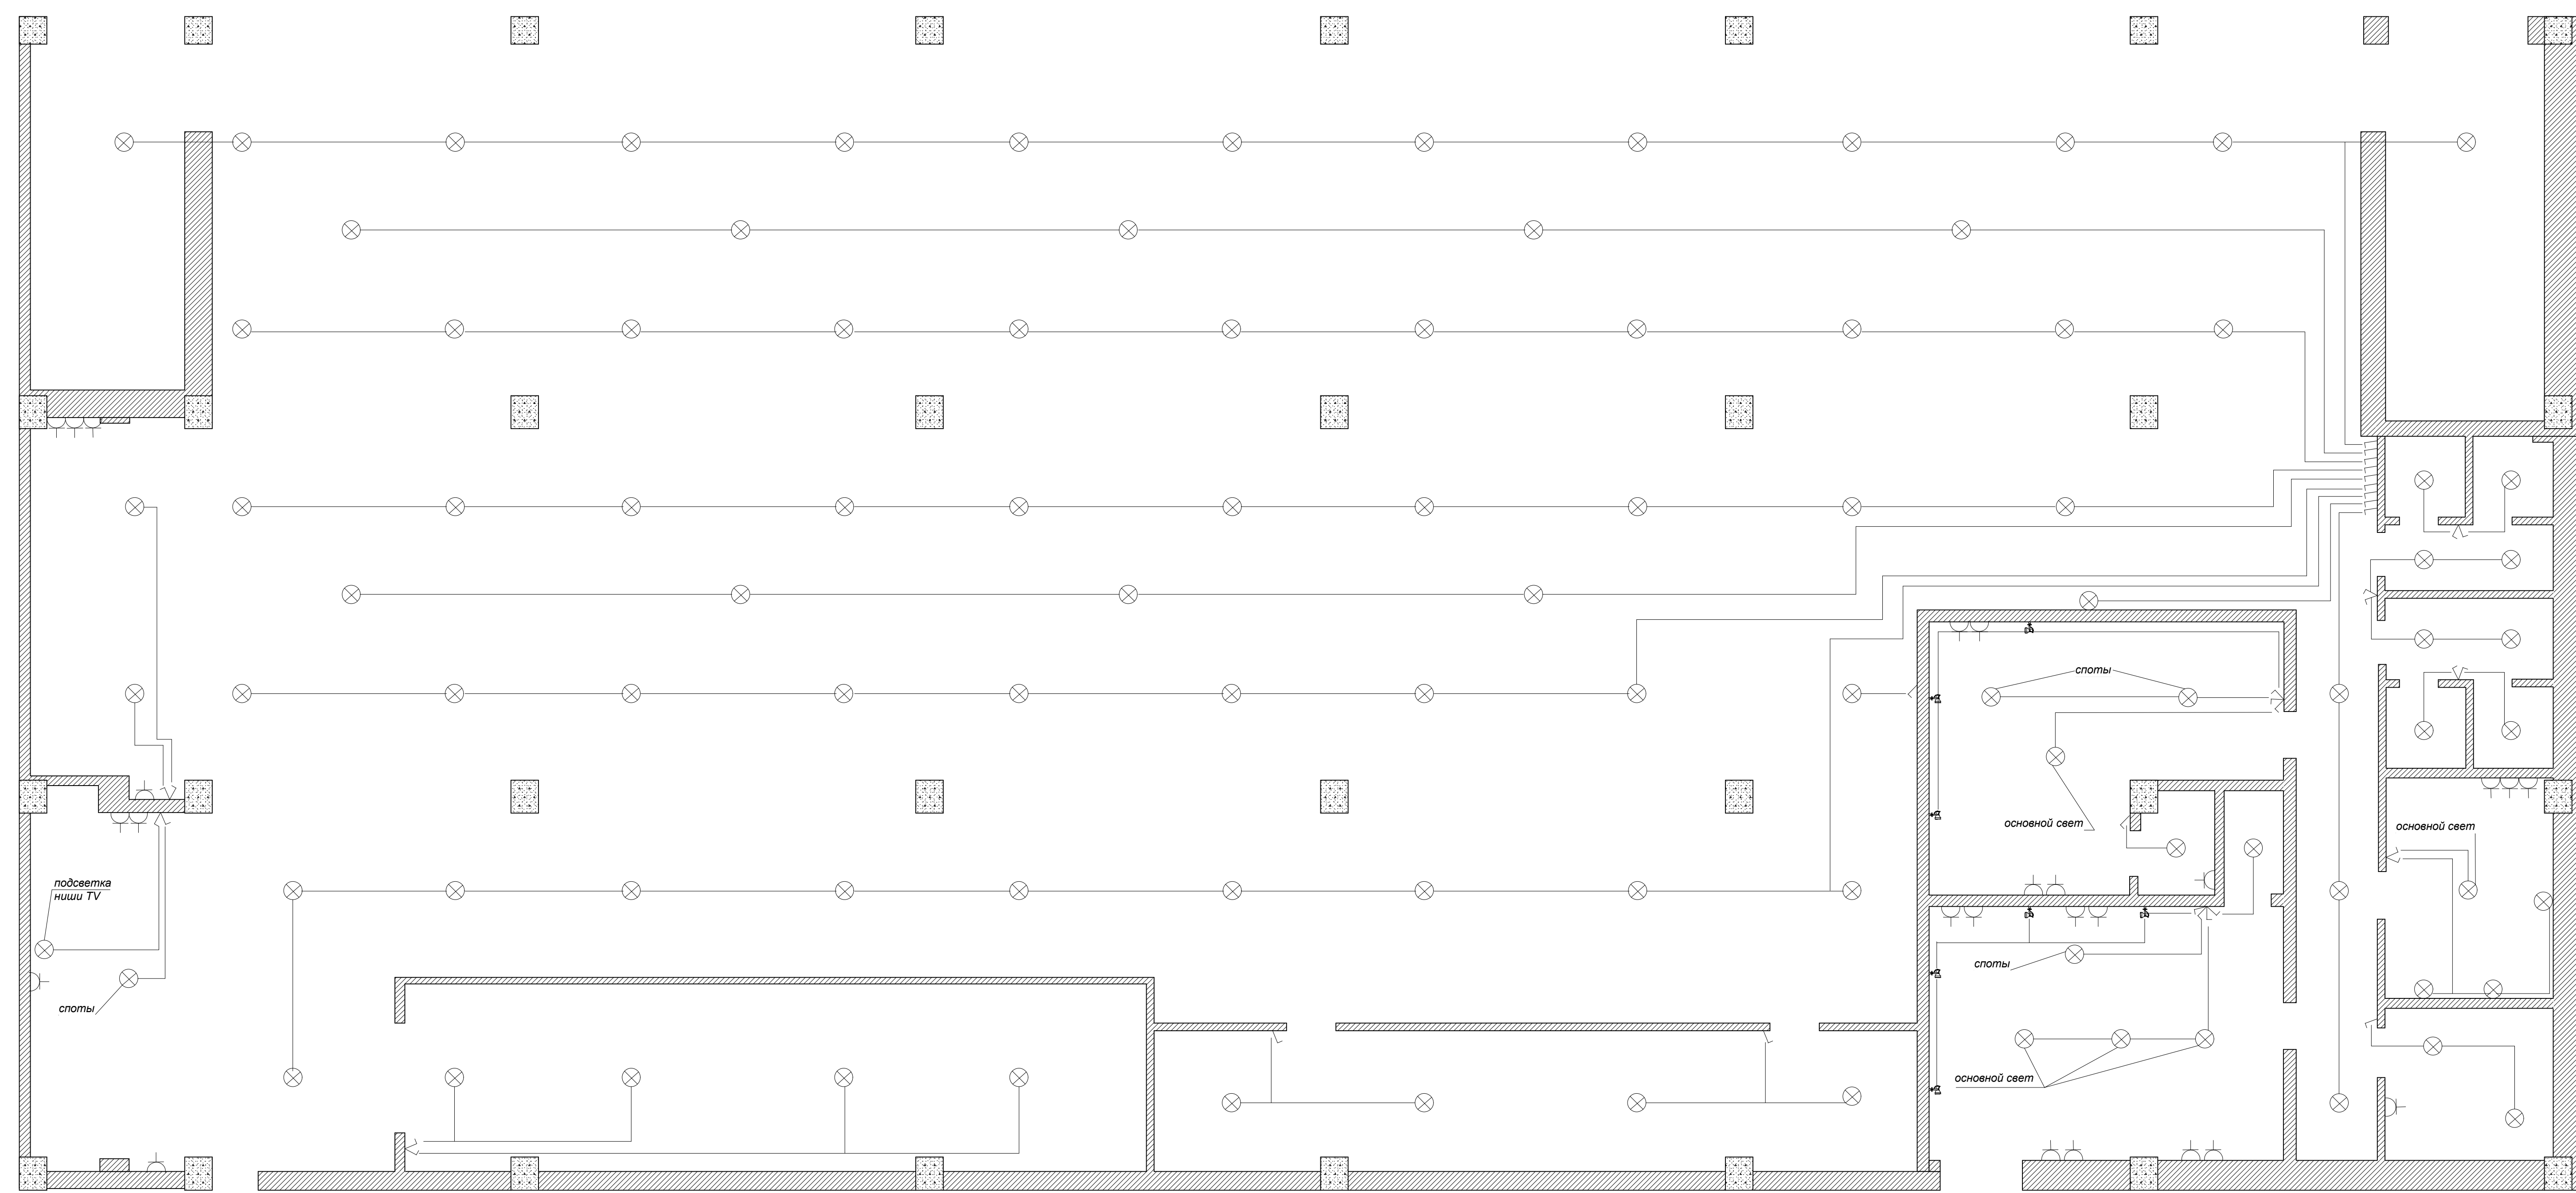 споты
основной свет
основной свет
подсветка
ниши TV
споты
споты
основной свет